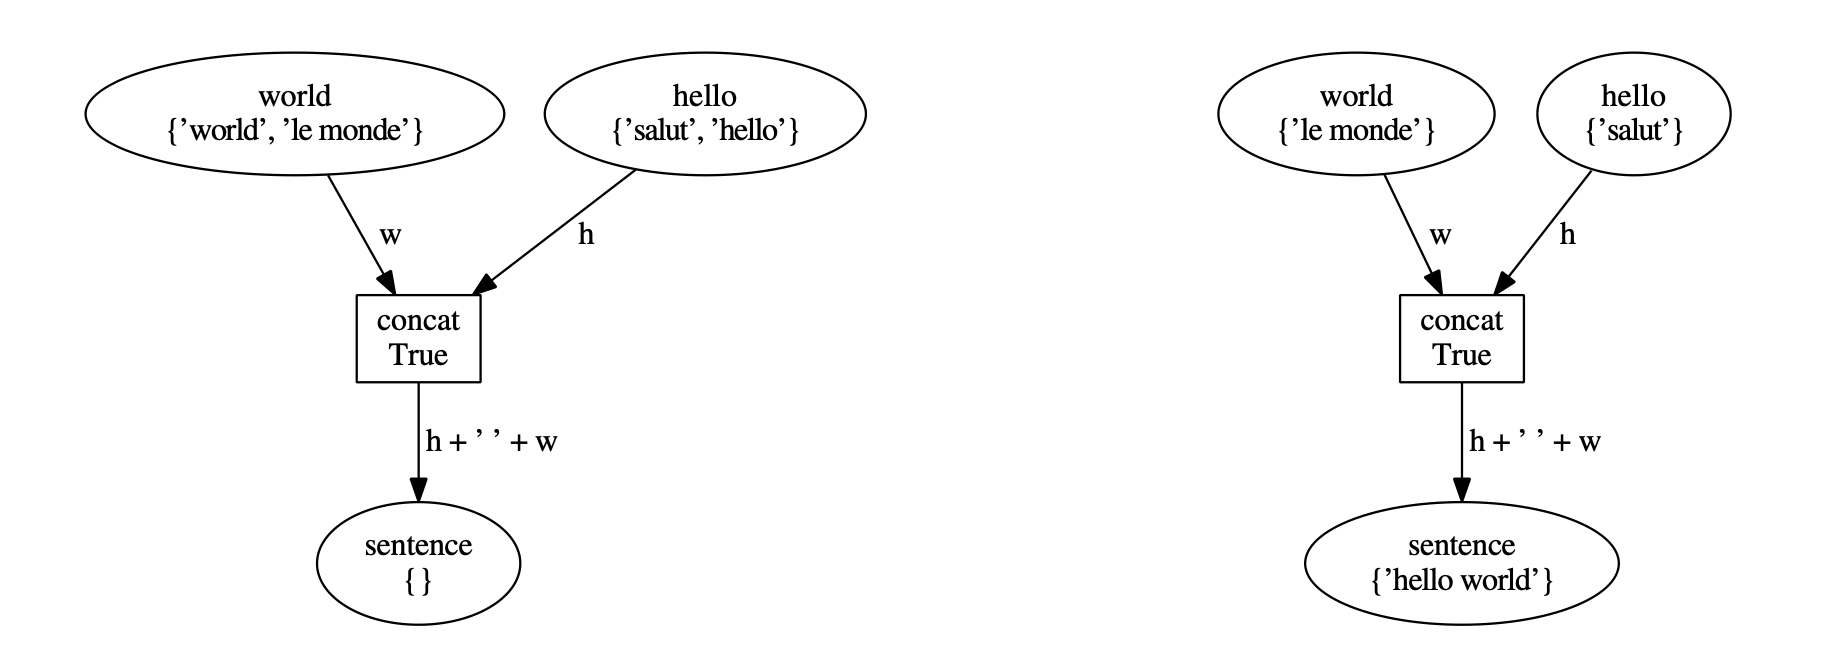 world
{’world’, ’le monde’}
hello
{’salut’, ’hello’}
w
h
concat
True
h + ’ ’ + w
sentence
{}
world
{’le monde’}
hello
{’salut’}
w
h
concat
True
h + ’ ’ + w
sentence
{’hello world’}